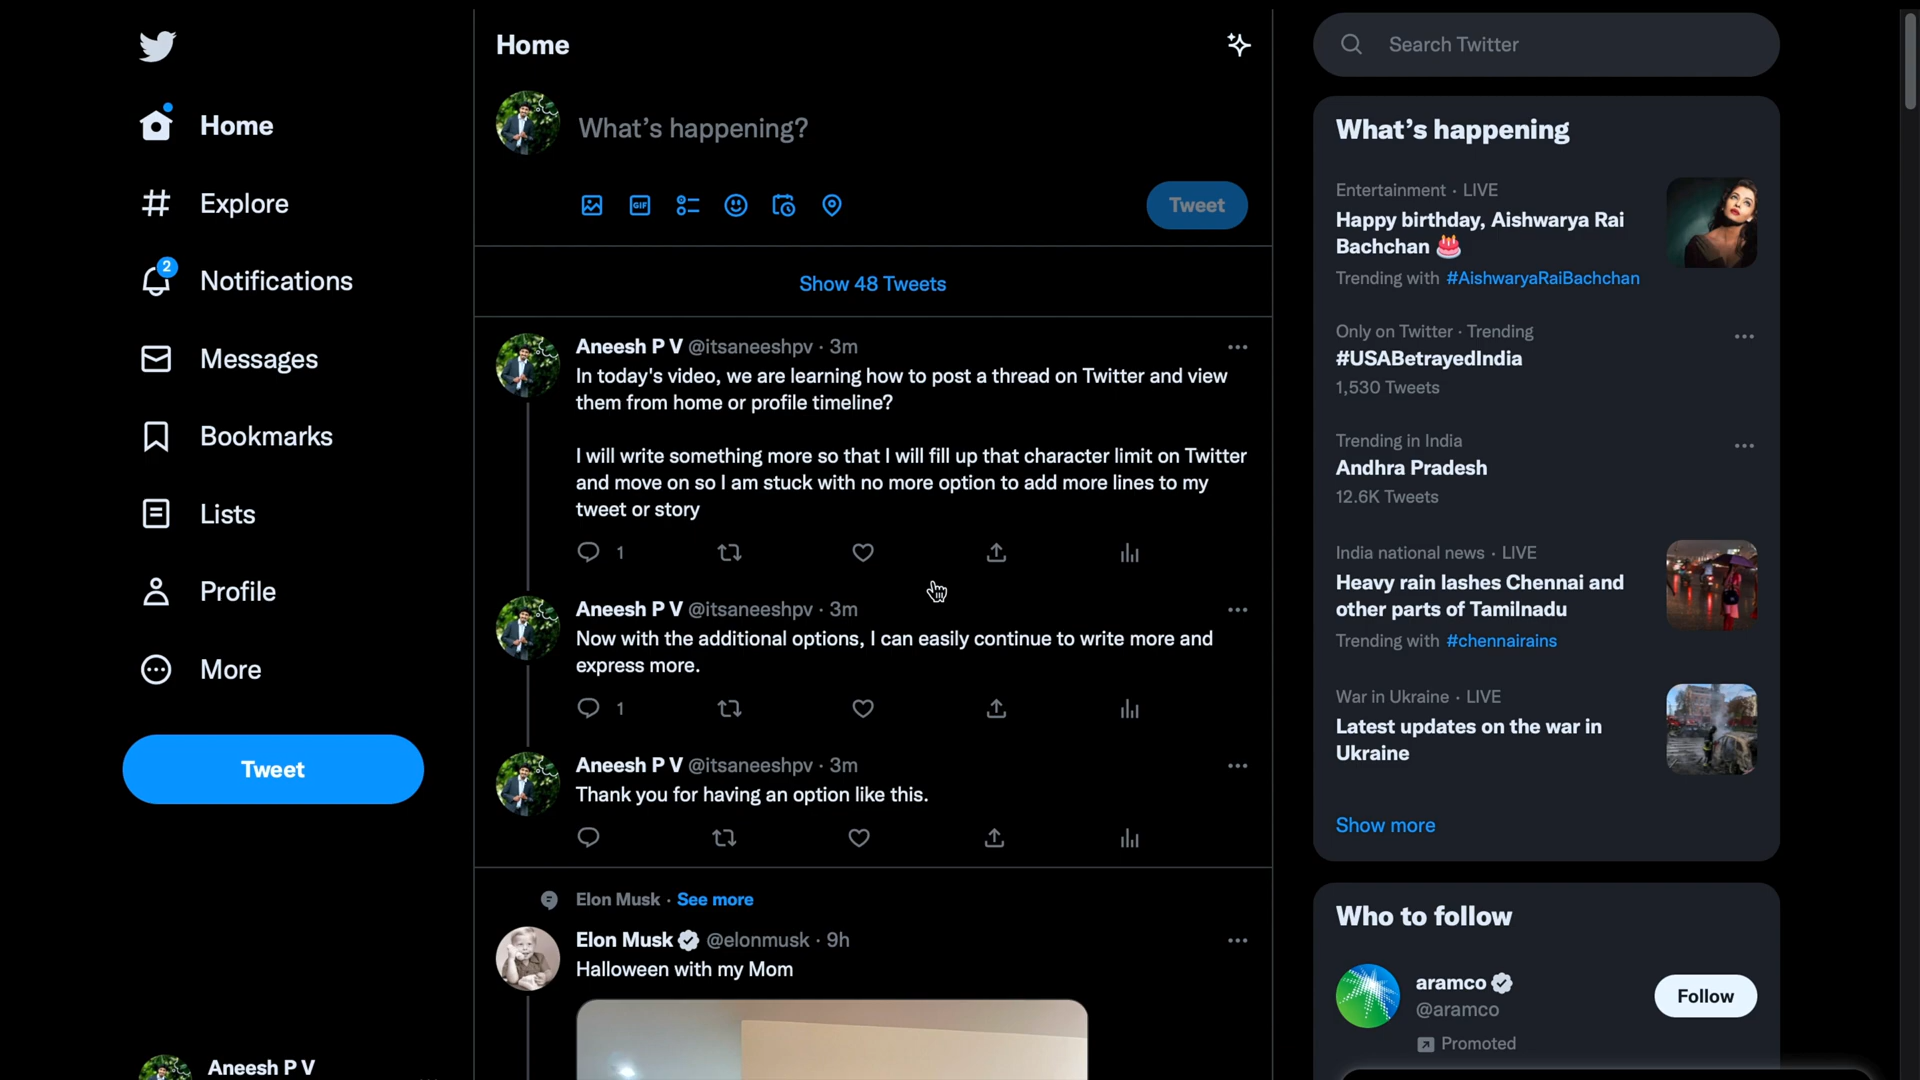 Home
Explore
2
Notifications
Messages
Bookmarks
Lists
Profile
More
Tweet
Aneesh P V
Home
What's happening?
GIF
Tweet
Show 48 Tweets
Aneesh P V @itsaneeshpv · 3m
In today's video, we are learning how to post a thread on Twitter and view
them from home or profile timeline?
I will write something more so that I will fill up that character limit on Twitter
and move on so I am stuck with no more option to add more lines to my
tweet or story
1
Aneesh P V @itsaneeshpv · 3m
Now with the additional options, I can easily continue to write more and
express more.
1
Aneesh P V @itsaneeshpv · 3m
Thank you for having an option like this.
Elon Musk · See more
Elon Musk @elonmusk · 9h
Halloween with my Mom
Search Twitter
What's happening
Entertainment · LIVE
Happy birthday, Aishwarya Rai
Bachchan 🎂
Trending with #AishwaryaRaiBachchan
Only on Twitter · Trending
#USABetrayedIndia
1,530 Tweets
Trending in India
Andhra Pradesh
12.6K Tweets
India national news · LIVE
Heavy rain lashes Chennai and
other parts of Tamilnadu
Trending with #chennairains
War in Ukraine · LIVE
Latest updates on the war in
Ukraine
Show more
Who to follow
aramco
@aramco
Follow
Promoted